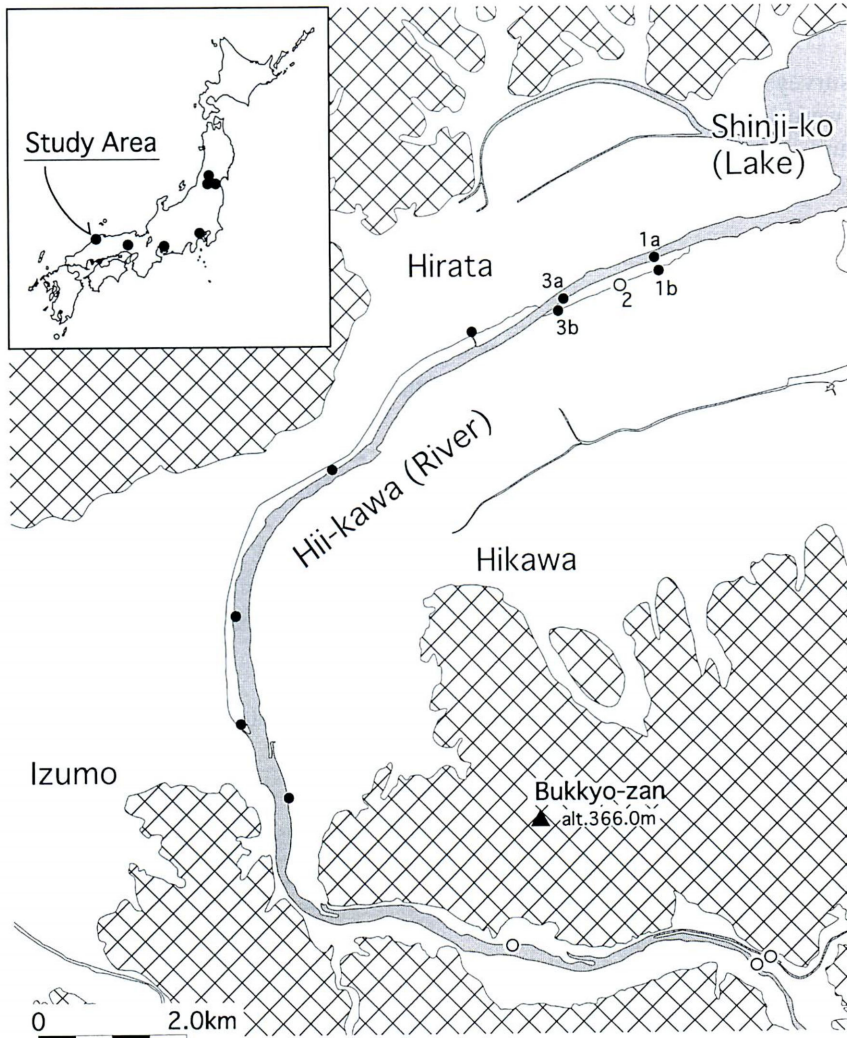 Study Area
Shinji-ko
(Lake)
Hirata
1a
1b
2
3a
3b
Hii-kawa (River)
Hikawa
Izumo
Bukkyo-zan
alt.366.0m
0 2.0km